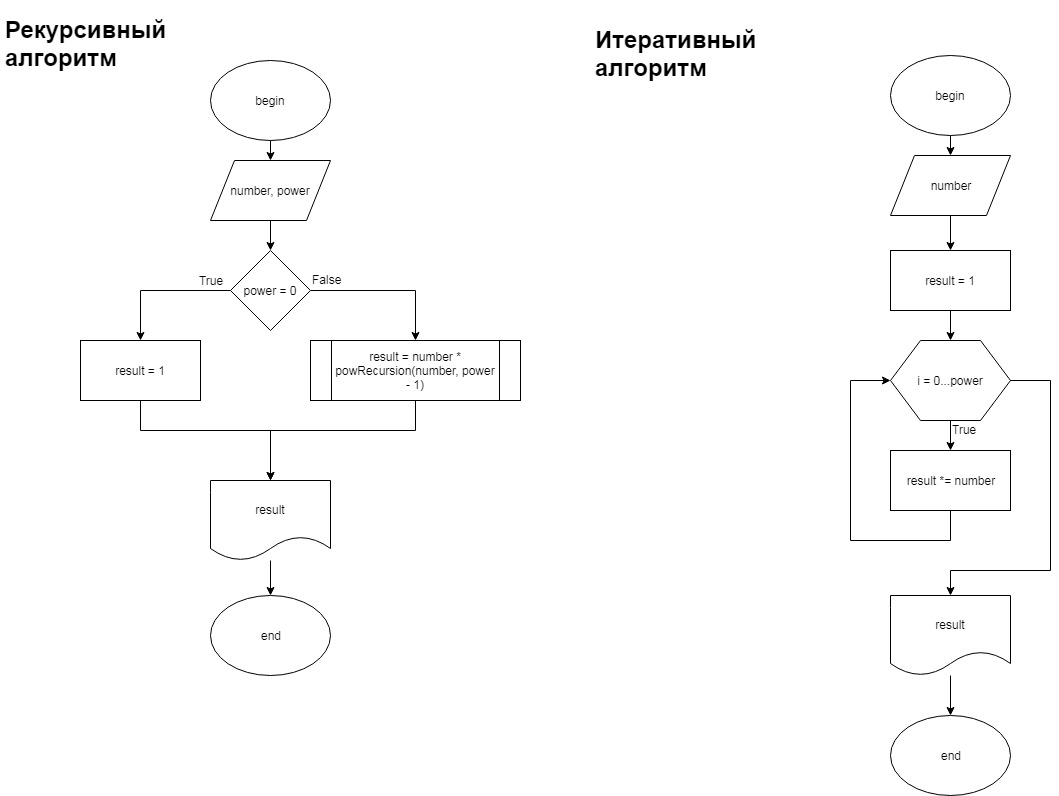 Рекурсивный
алгоритм
begin
number, power
True
power = 0
False
result = 1
result = number *
powRecursion(number, power
- 1)
result
end
Итеративный
алгоритм
begin
number
result = 1
i = 0...power
True
result *= number
result
end